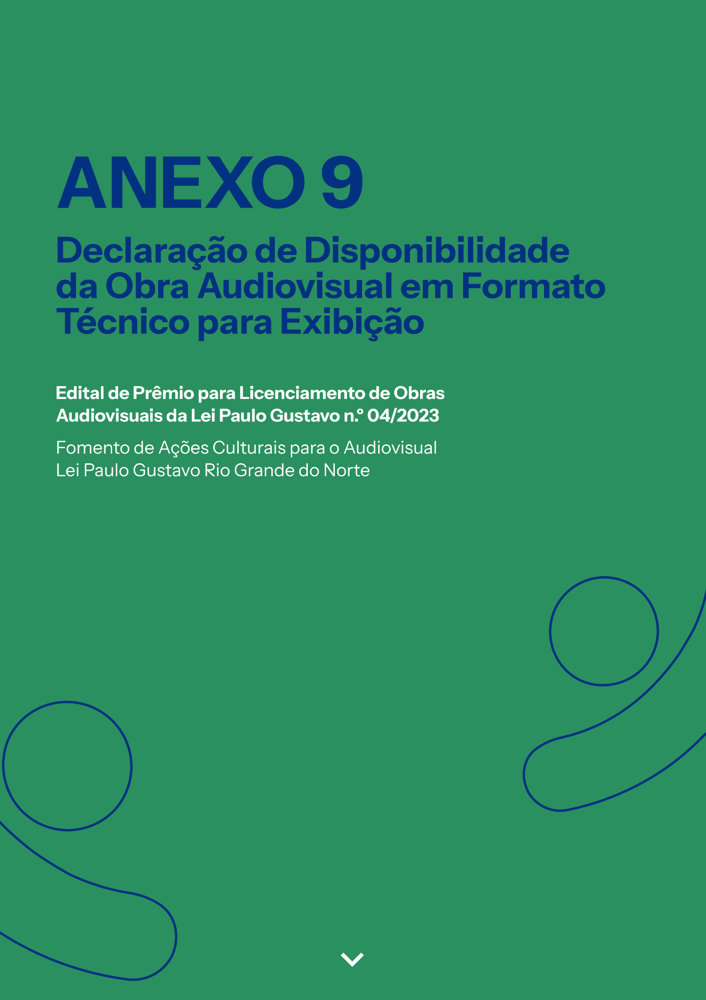 ANEXO 9
Declaração de Disponibilidade
da Obra Audiovisual em Formato
Técnico para Exibição
Edital de Prêmio para Licenciamento de Obras
Audiovisuais da Lei Paulo Gustavo n.º 04/2023
Fomento de Ações Culturais para o Audiovisual
Lei Paulo Gustavo Rio Grande do Norte